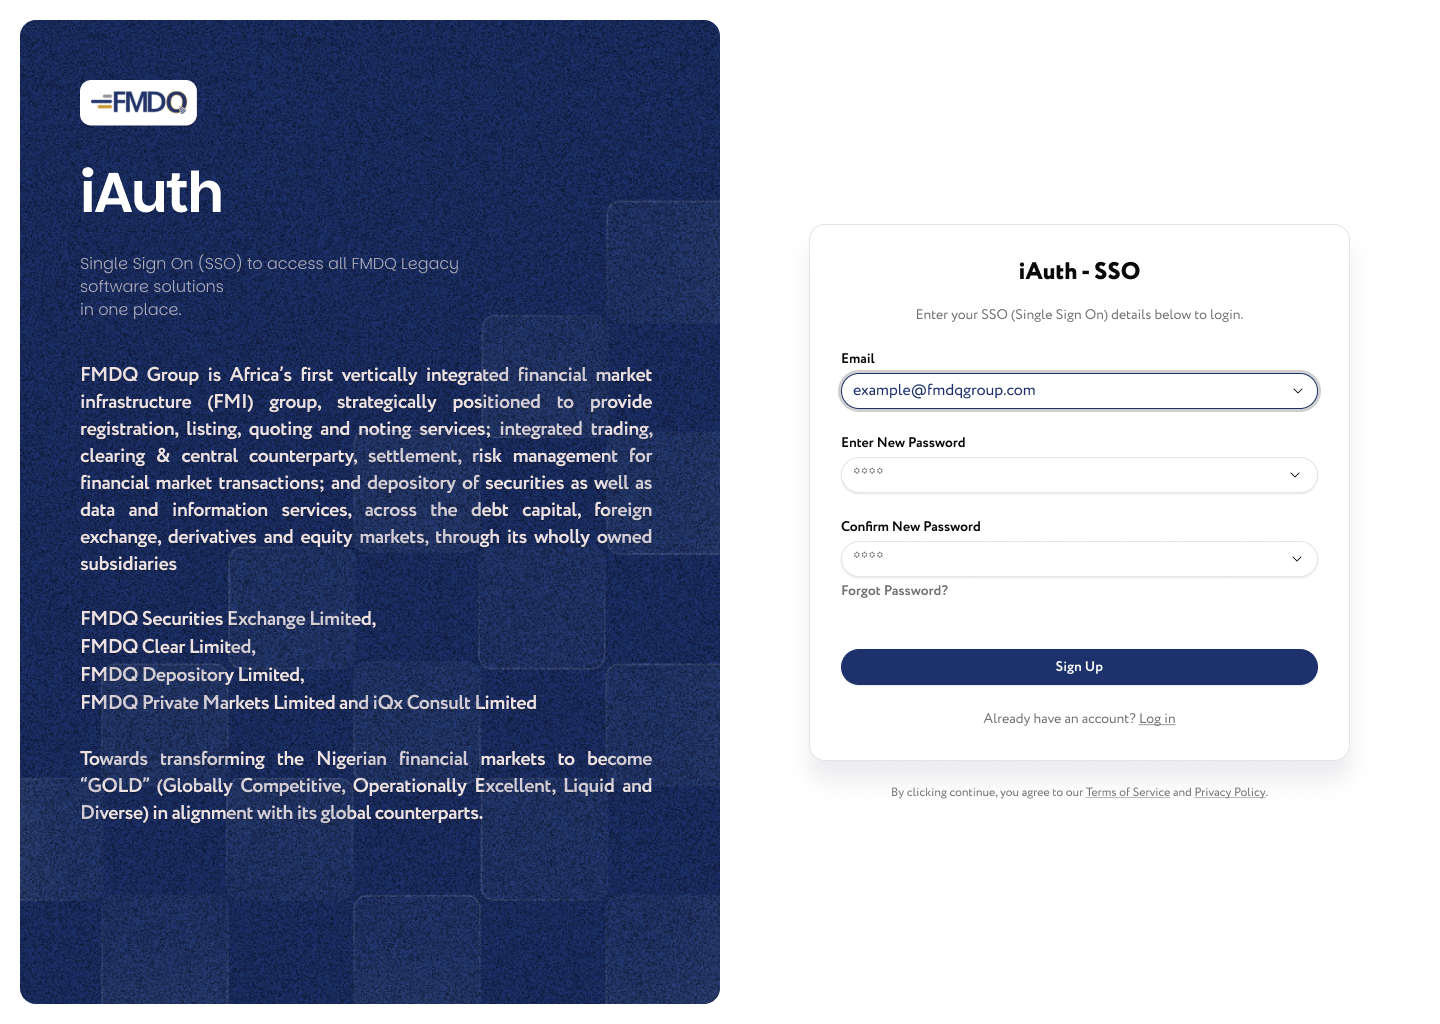 FMDQ
iAuth
Single Sign On (SSO) to access all FMDQ Legacy
software solutions
in one place.
FMDQ Group is Africa’s first vertically integrated financial market
infrastructure (FMI) group, strategically positioned to provide
registration, listing, quoting and noting services; integrated trading,
clearing & central counterparty, settlement, risk management for
financial market transactions; and depository of securities as well as
data and information services, across the debt capital, foreign
exchange, derivatives and equity markets, through its wholly owned
subsidiaries
FMDQ Securities Exchange Limited,
FMDQ Clear Limited,
FMDQ Depository Limited,
FMDQ Private Markets Limited and iQx Consult Limited
Towards transforming the Nigerian financial markets to become
“GOLD” (Globally Competitive, Operationally Excellent, Liquid and
Diverse) in alignment with its global counterparts.
iAuth - SSO
Enter your SSO (Single Sign On) details below to login.
Email
example@fmdqgroup.com
Enter New Password
****
Confirm New Password
****
Forgot Password?
Sign Up
Already have an account? Log in
By clicking continue, you agree to our Terms of Service and Privacy Policy.